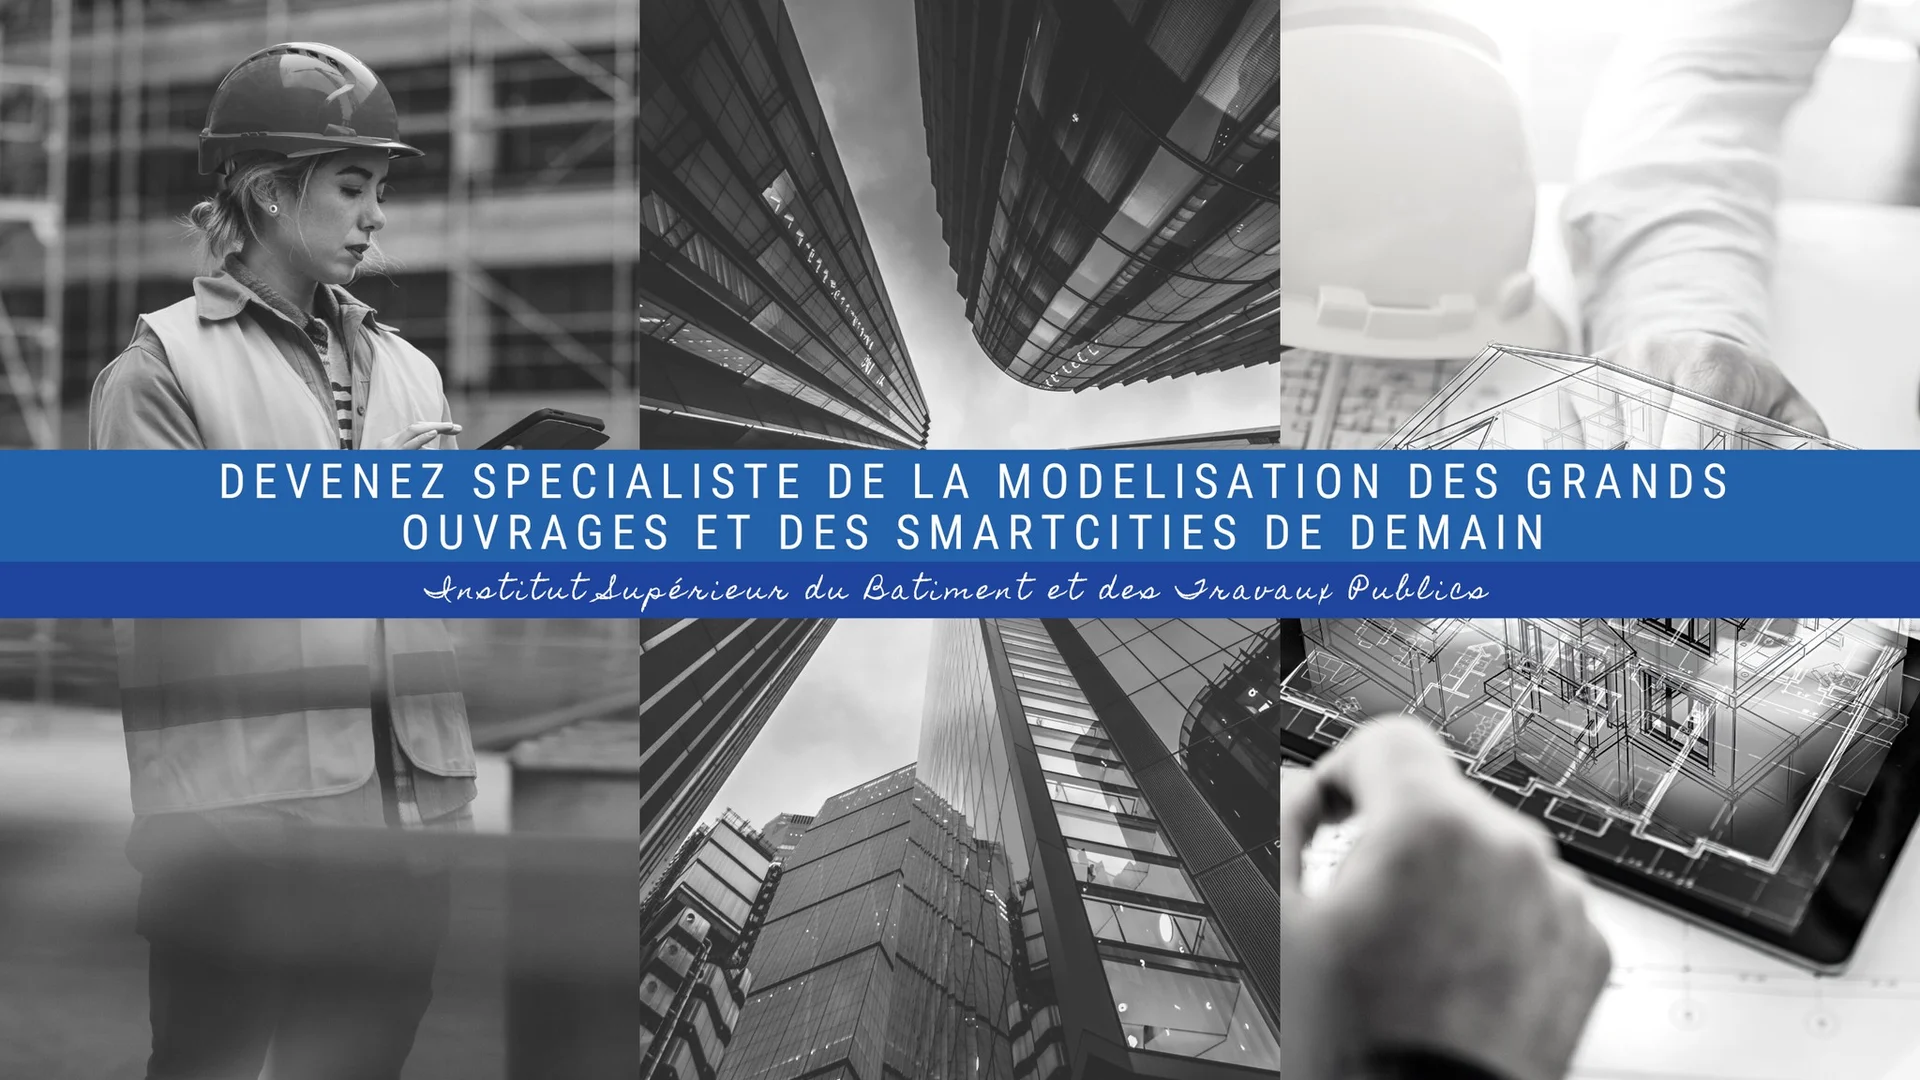 DEVENEZ SPECIALISTE DE LA MODELISATION DES GRANDS
OUVRAGES ET DES SMARTCITIES DE DEMAIN
Institut Supérieur du Batiment et des Travaux Publics